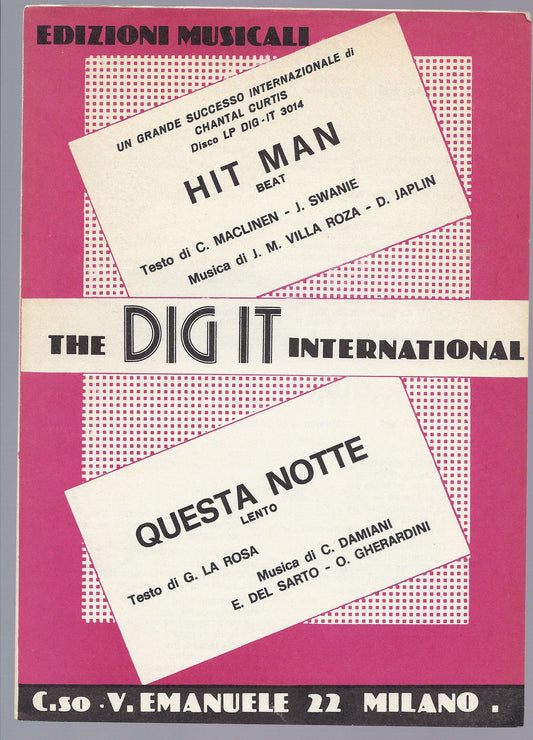 EDIZIONI MUSICALI
UN GRANDE SUCCESSO INTERNAZIONALE di
CHANTAL CURTIS
Disco LP DIG-IT 3014
HIT MAN
BEAT
Testo di C. MACLINEN - J. SWANIE
Musica di J. M. VILLA ROZA - D. JAPLIN
THE DIG IT INTERNATIONAL
QUESTA NOTTE
LENTO
Testo di G. LA ROSA
Musica di C. DAMIANI
E. DEL SARTO - O. GHERARDINI
C.so - V. EMANUELE 22 MILANO .